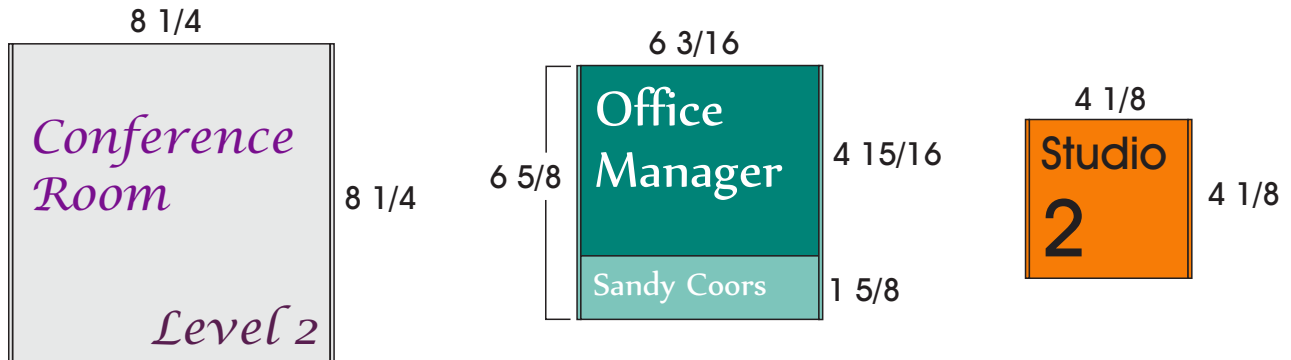 8 1/4
Conference
Room
8 1/4
Level 2
6 3/16
6 5/8
Office
Manager
4 15/16
Sandy Coors
1 5/8
4 1/8
Studio
2
4 1/8